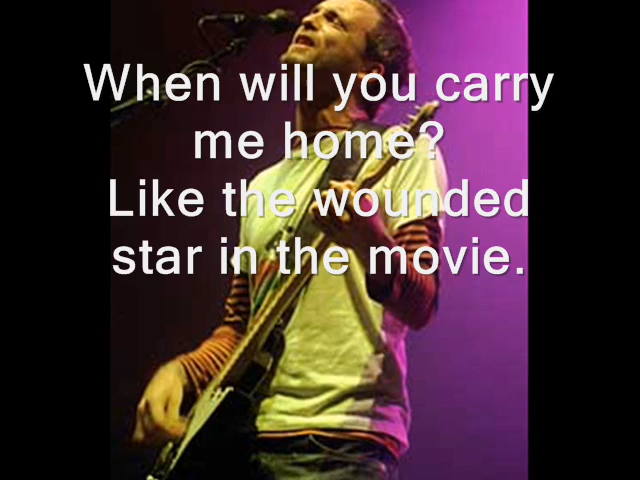 When will you carry
me home?
Like the wounded
star in the movie.